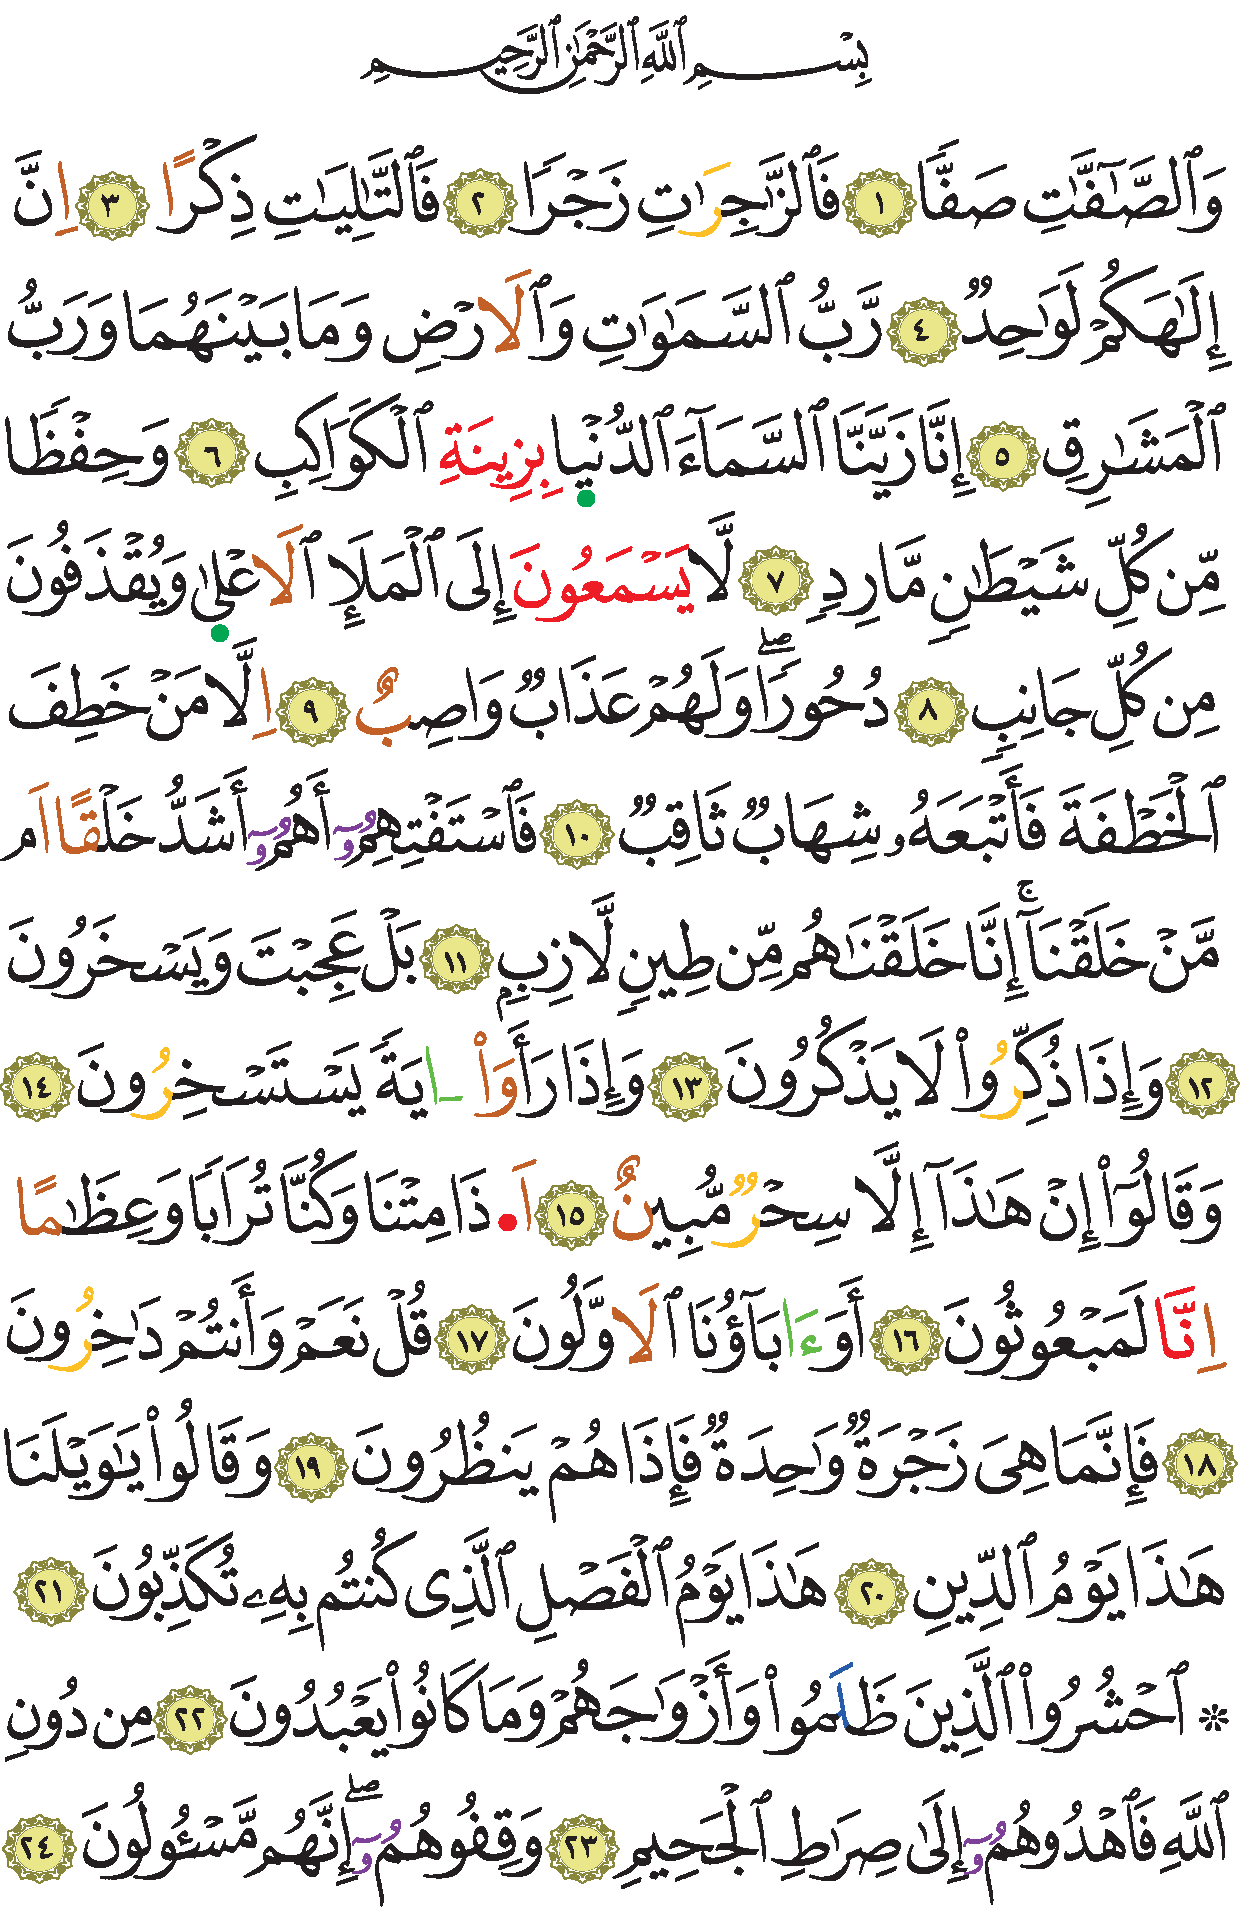 بِسْمِ ٱللَّهِ ٱلرَّحْمَٰنِ ٱلرَّحِيمِ
وَٱلصَّٰٓفَّٰتِ صَفّٗا ١ فَٱلزَّٰجِرَٰتِ زَجْرٗا ٢ فَٱلتَّٰلِيَٰتِ ذِكْرًا ٣ اِنَّ
إِلَٰهَكُمْ لَوَٰحِدٞ ٤ رَّبُّ ٱلسَّمَٰوَٰتِ وَٱلَارْضِ وَمَا بَيْنَهُمَا وَرَبُّ
ٱلْمَشَٰرِقِ ٥ إِنَّا زَيَّنَّا ٱلسَّمَآءَ ٱلدُّنْيٜا بِزِينَةِ ٱلْكَوَاكِبِ ٦ وَحِفْظٗا
مِّن كُلِّ شَيْطَٰنٖ مَّارِدٖ ٧ لَّا يَسْمَعُونَ إِلَى ٱلْمَلَإِ ٱلَاعْلٜىٰ وَيُقْذَفُونَ
مِن كُلِّ جَانِبٖ ٨ دُحُورٗاۖ وَلَهُمْ عَذَابٞ وَاصِبٌ ٩ اِلَّا مَنْ خَطِفَ
ٱلْخَطْفَةَ فَأَتْبَعَهُۥ شِهَابٞ ثَاقِبٞ ١٠ فَٱسْتَفْتِهِمُۥٓ أَهُمُۥٓ أَشَدُّ خَلْقًا اَم
مَّنْ خَلَقْنَآۚ إِنَّا خَلَقْنَٰهُم مِّن طِينٖ لَّازِبِۢ ١١ بَلْ عَجِبْتَ وَيَسْخَرُونَ
١٢ وَإِذَا ذُكِّرُواْ لَا يَذْكُرُونَ ١٣ وَإِذَا رَأَوَاْ ـَايَةٗ يَسْتَسْخِرُونَ ١٤
وَقَالُوٓاْ إِنْ هَٰذَآ إِلَّا سِحْرٞ مُّبِينٌ ١٥ اَ•ذَا مِتْنَا وَكُنَّا تُرَابٗا وَعِظَٰمًا
اِنَّا لَمَبْعُوثُونَ ١٦ أَوَءَابَآؤُنَا ٱلَاوَّلُونَ ١٧ قُلْ نَعَمْ وَأَنتُمْ دَٰخِرُونَ
١٨ فَإِنَّمَا هِيَ زَجْرَةٞ وَٰحِدَةٞ فَإِذَا هُمْ يَنظُرُونَ ١٩ وَقَالُواْ يَٰوَيْلَنَا
هَٰذَا يَوْمُ ٱلدِّينِ ٢٠ هَٰذَا يَوْمُ ٱلْفَصْلِ ٱلَّذِى كُنتُم بِهِۦ تُكَذِّبُونَ ٢١
۞ ٱحْشُرُواْ ٱلَّذِينَ ظَلَمُواْ وَأَزْوَٰجَهُمْ وَمَا كَانُواْ يَعْبُدُونَ ٢٢ مِن دُونِ
ٱللَّهِ فَٱهْدُوهُمُۥٓ إِلَىٰ صِرَٰطِ ٱلْجَحِيمِ ٢٣ وَقِفُوهُمُۥٓۖ إِنَّهُم مَّسْـُٔولُونَ ٢٤